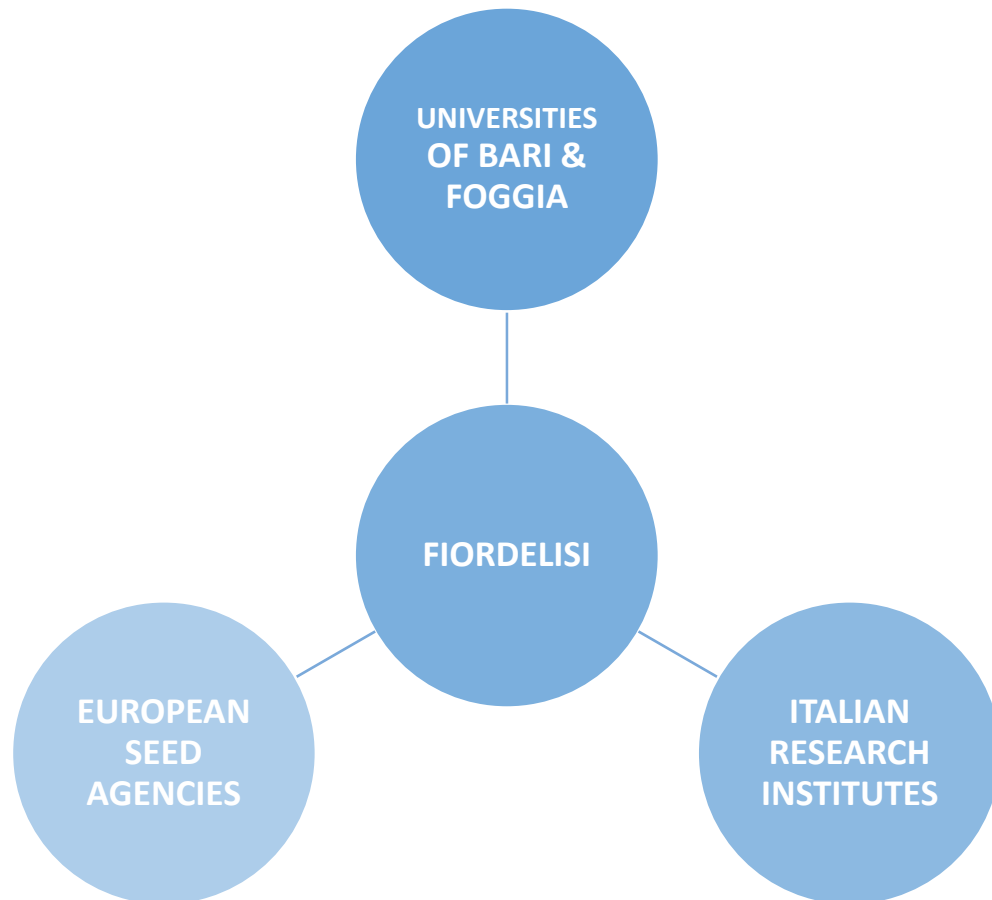 UNIVERSITIES
OF BARI &
FOGGIA
FIORDELISI
EUROPEAN
SEED
AGENCIES
ITALIAN
RESEARCH
INSTITUTES